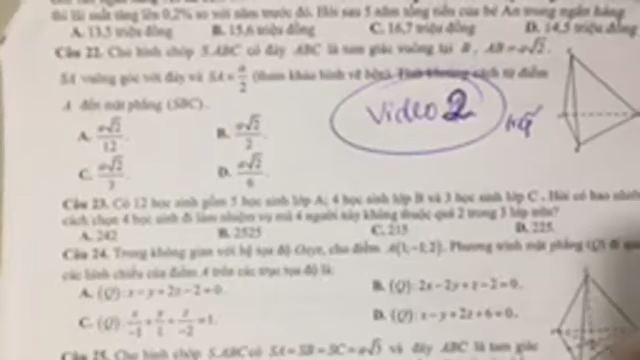 thì lãi suất tăng lên 0,2% so với năm trước đó. Hỏi sau 5 năm tổng tiền của bé An trong ngân hàng
A. 13,5 triệu đồng B. 15,6 triệu đồng C. 16,7 triệu đồng D. 14,5 triệu đồng
Câu 22. Cho hình chóp S.ABC có đáy ABC là tam giác vuông tại B, AB = a√2.
SA vuông góc với đáy và SA = a/2 (tham khảo hình vẽ bên). Tính khoảng cách từ điểm
A đến mặt phẳng (SBC).
Video 2
A. a√2/12. B. a√2/2.
C. a√2/3. D. a√2/6.
Câu 23. Có 12 học sinh gồm 5 học sinh lớp A; 4 học sinh lớp B và 3 học sinh lớp C. Hỏi có bao nhiêu
cách chọn 4 học sinh đi làm nhiệm vụ mà 4 người này không thuộc quá 2 trong 3 lớp trên?
A. 242 B. 2525 C. 215 D. 225.
Câu 24. Trong không gian với hệ tọa độ Oxyz, cho điểm A(1;-1;2). Phương trình mặt phẳng (Q) đi qua
các hình chiếu của điểm A trên các trục tọa độ là:
A. (Q): x - y + 2z - 2 = 0. B. (Q): 2x - 2y + z - 2 = 0.
C. (Q): x/-1 + y/1 + z/-2 = 1. D. (Q): x - y + 2z + 6 = 0.
Câu 25. Cho hình chóp S.ABC có SA = SB = SC = a√3 và đáy ABC là tam giác